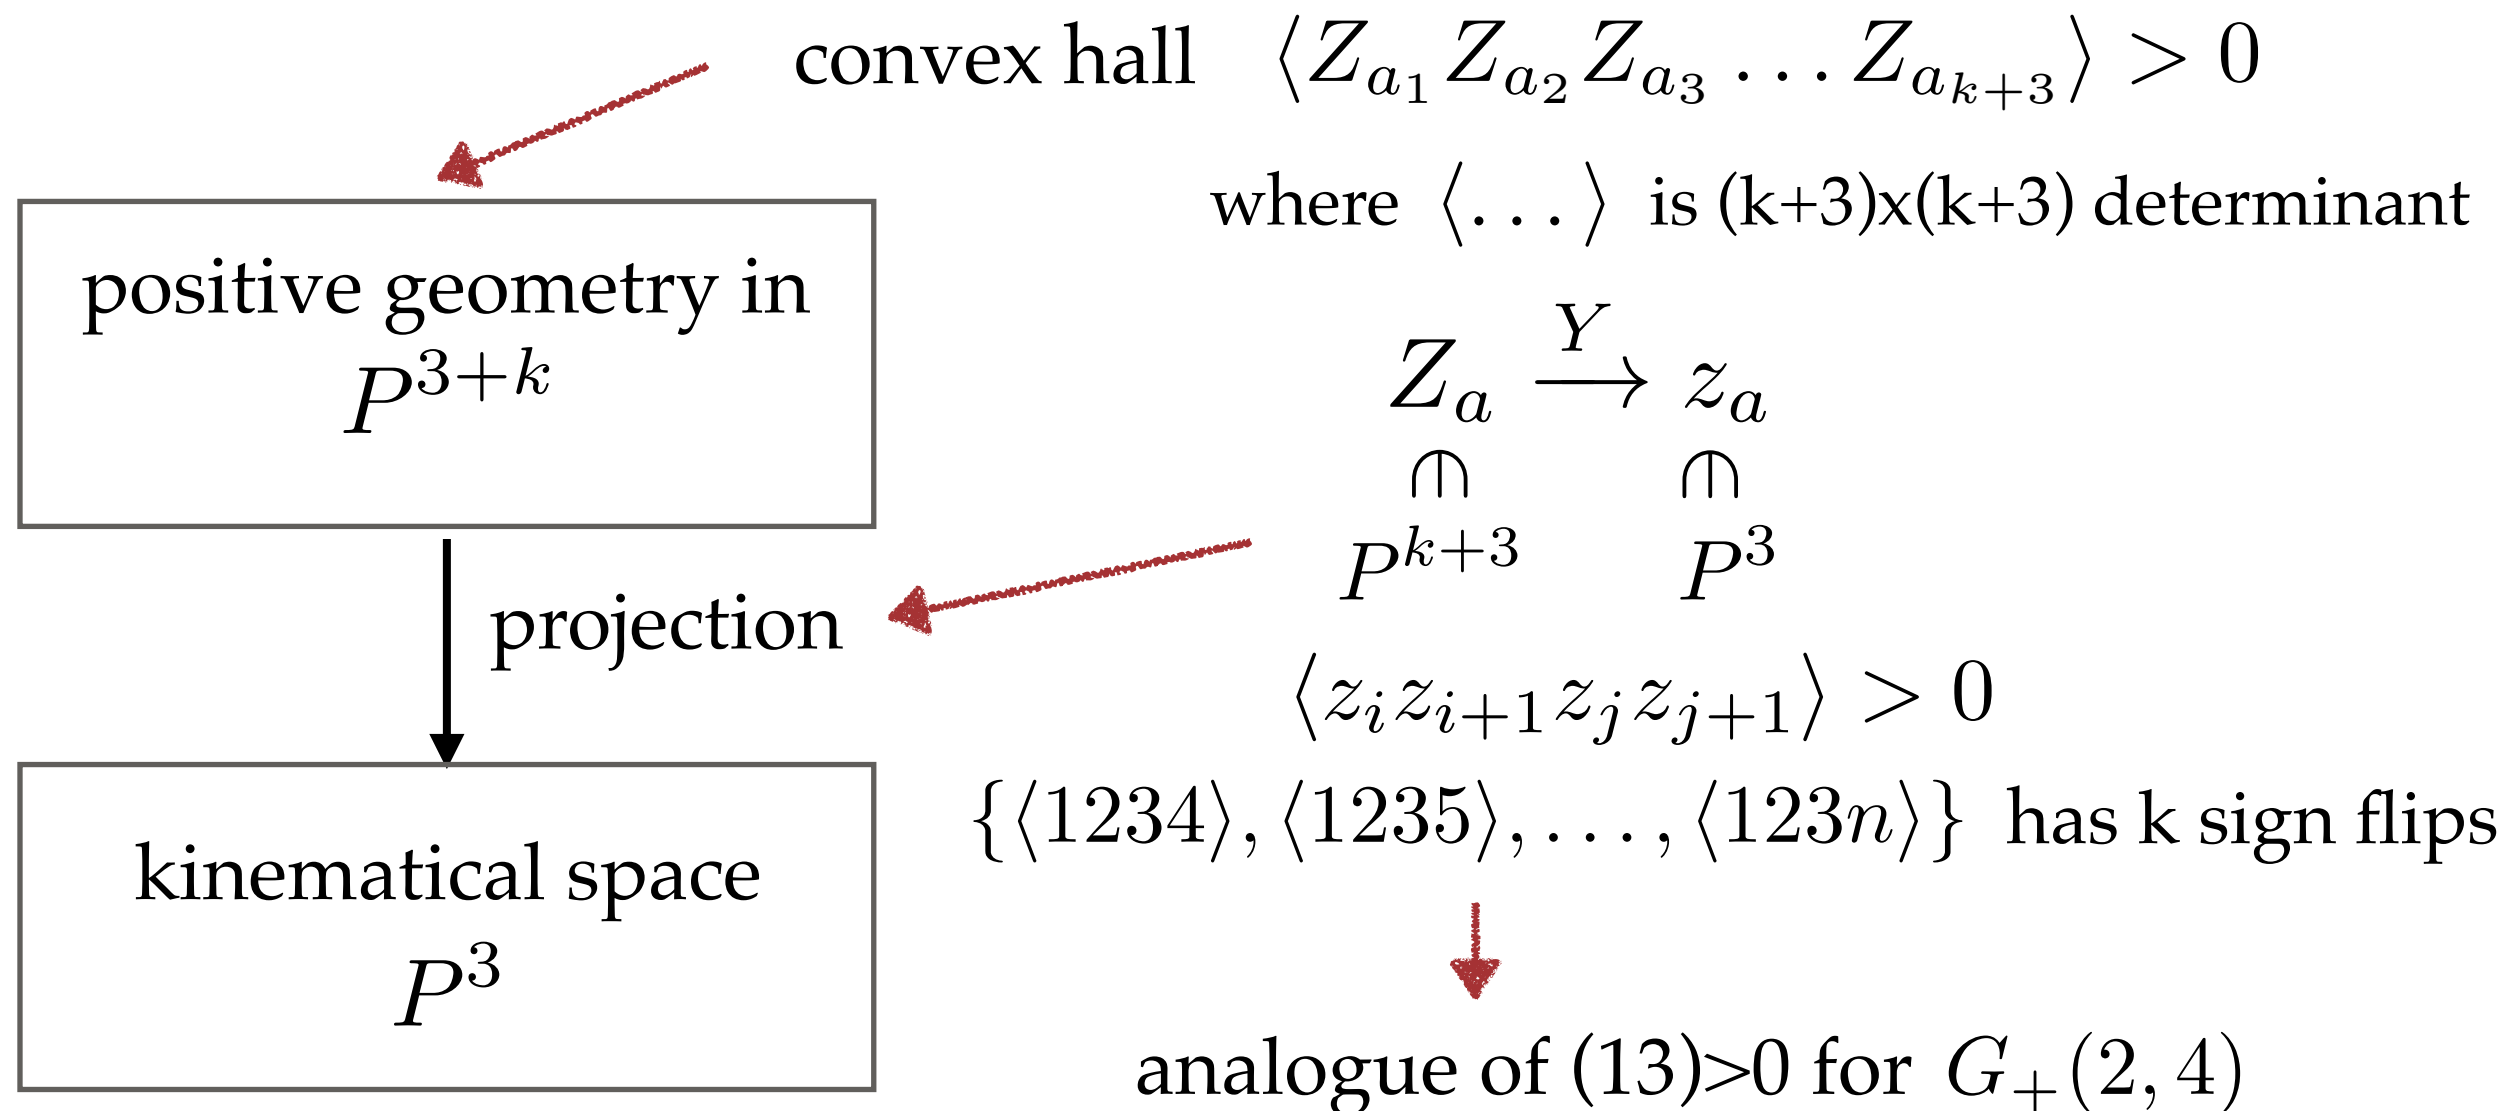 convex hall ⟨Z_{a_1} Z_{a_2} Z_{a_3} ... Z_{a_{k+3}}⟩ > 0
where ⟨...⟩ is (k+3)x(k+3) determinant
positive geometry in
P^{3+k}
Z_a \xrightarrow{Y} z_a
∈ ∈
P^{k+3} P^3
projection
⟨z_i z_{i+1} z_j z_{j+1}⟩ > 0
{⟨1234⟩, ⟨1235⟩, ...., ⟨123n⟩} has k sign flips
kinematical space
P^3
analogue of (13)>0 for G_+(2, 4)